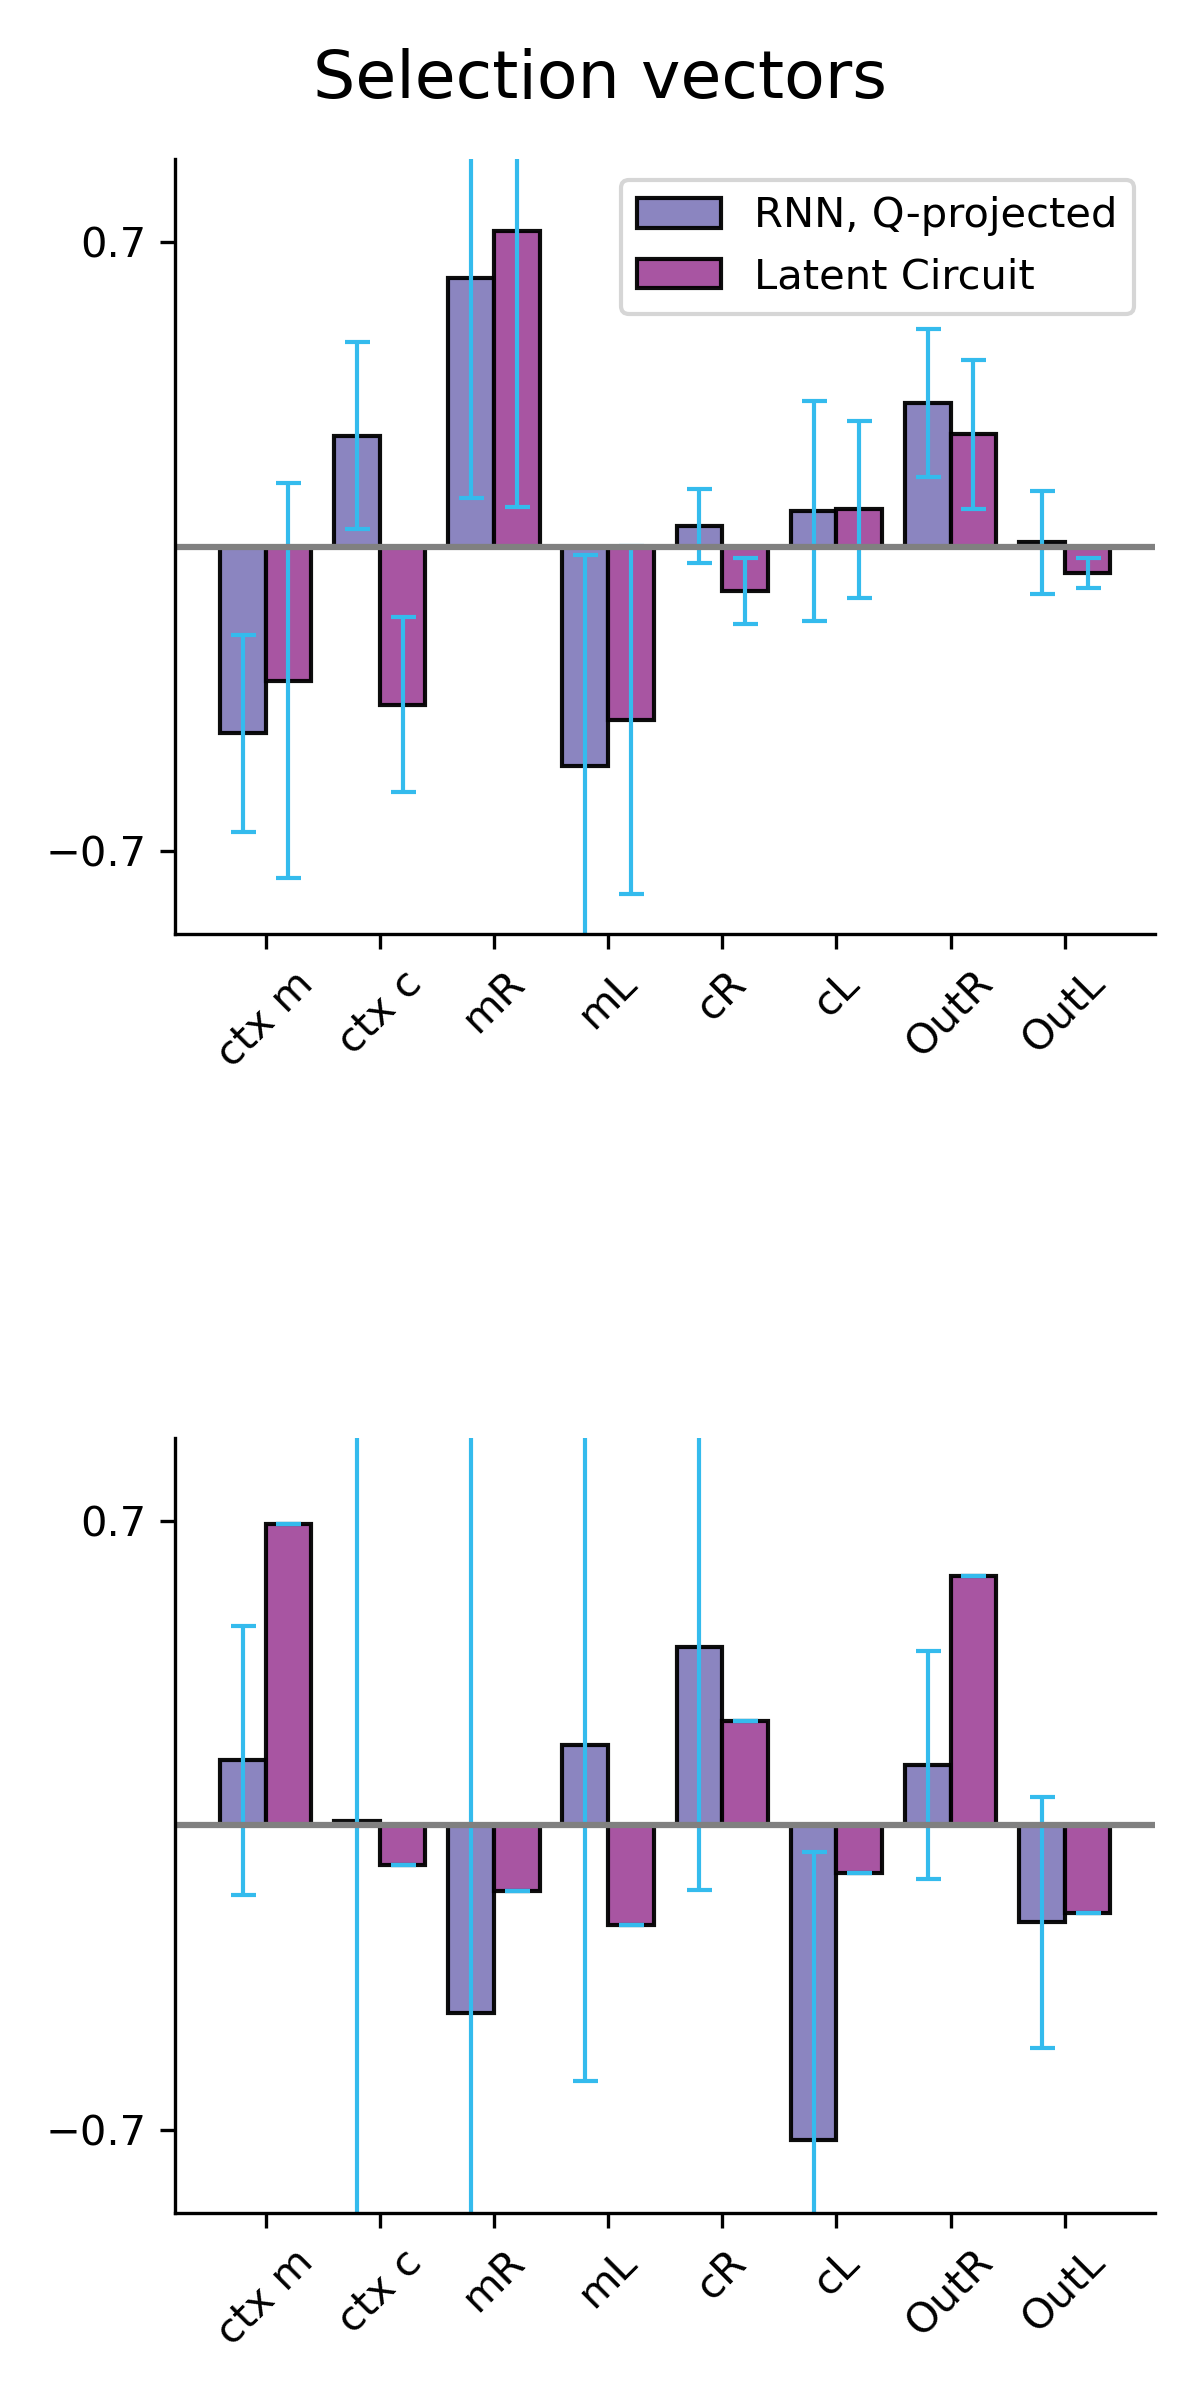 Selection vectors
RNN, Q-projected
Latent Circuit
0.7
−0.7
ctx m
ctx c
mR
mL
cR
cL
OutR
OutL
0.7
−0.7
ctx m
ctx c
mR
mL
cR
cL
OutR
OutL